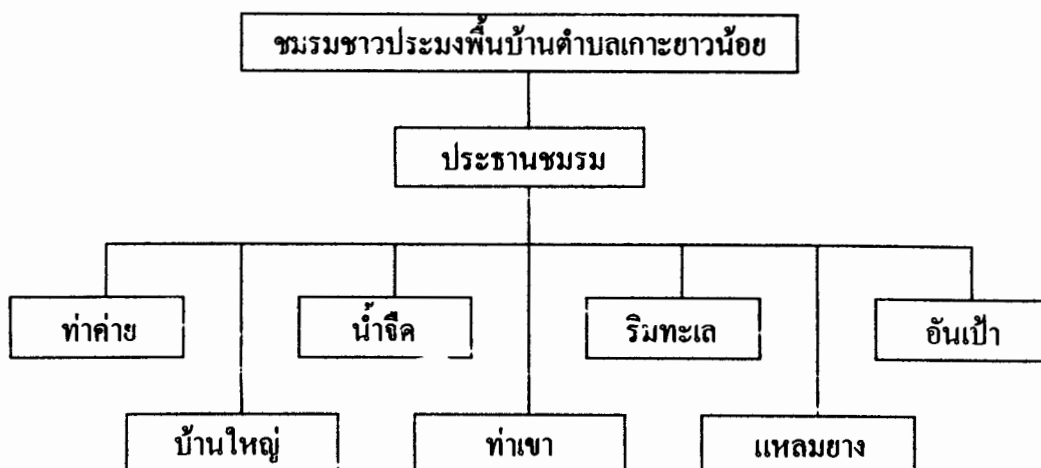 ชมรมชาวประมงพื้นบ้านตำบลเกาะยาวน้อย
ประธานชมรม
ท่าค่าย
น้ำจืด
ริมทะเล
อันเป้า
บ้านใหญ่
ท่าเขา
แหลมยาง